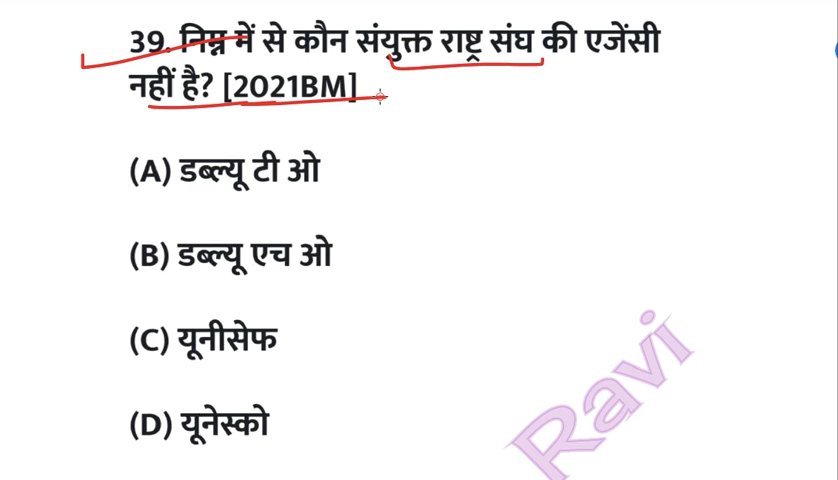 39. निम्न में से कौन संयुक्त राष्ट्र संघ की एजेंसी
नहीं है? [2021BM]
(A) डब्ल्यू टी ओ
(B) डब्ल्यू एच ओ
(C) यूनीसेफ
(D) यूनेस्को
Ravi